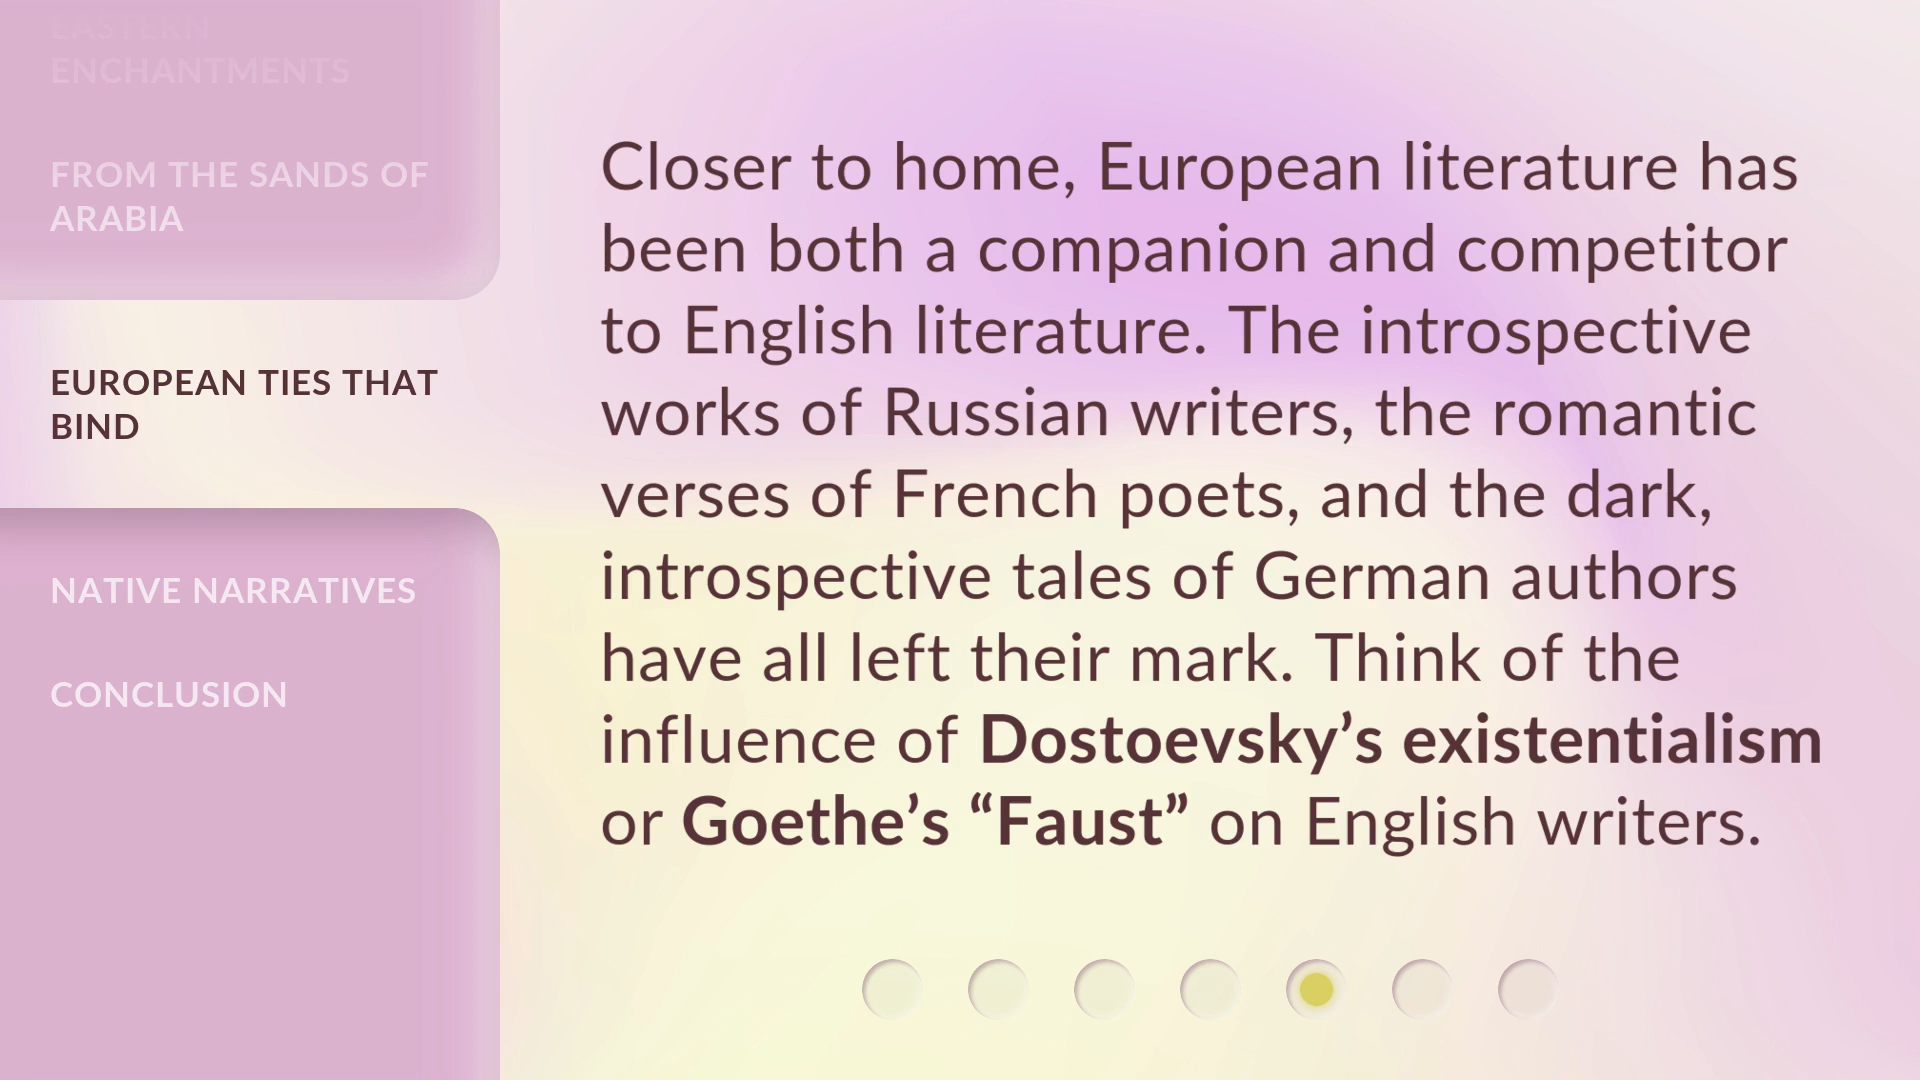 EASTERN
ENCHANTMENTS
FROM THE SANDS OF
ARABIA
EUROPEAN TIES THAT
BIND
NATIVE NARRATIVES
CONCLUSION
Closer to home, European literature has
been both a companion and competitor
to English literature. The introspective
works of Russian writers, the romantic
verses of French poets, and the dark,
introspective tales of German authors
have all left their mark. Think of the
influence of Dostoevsky’s existentialism
or Goethe’s “Faust” on English writers.